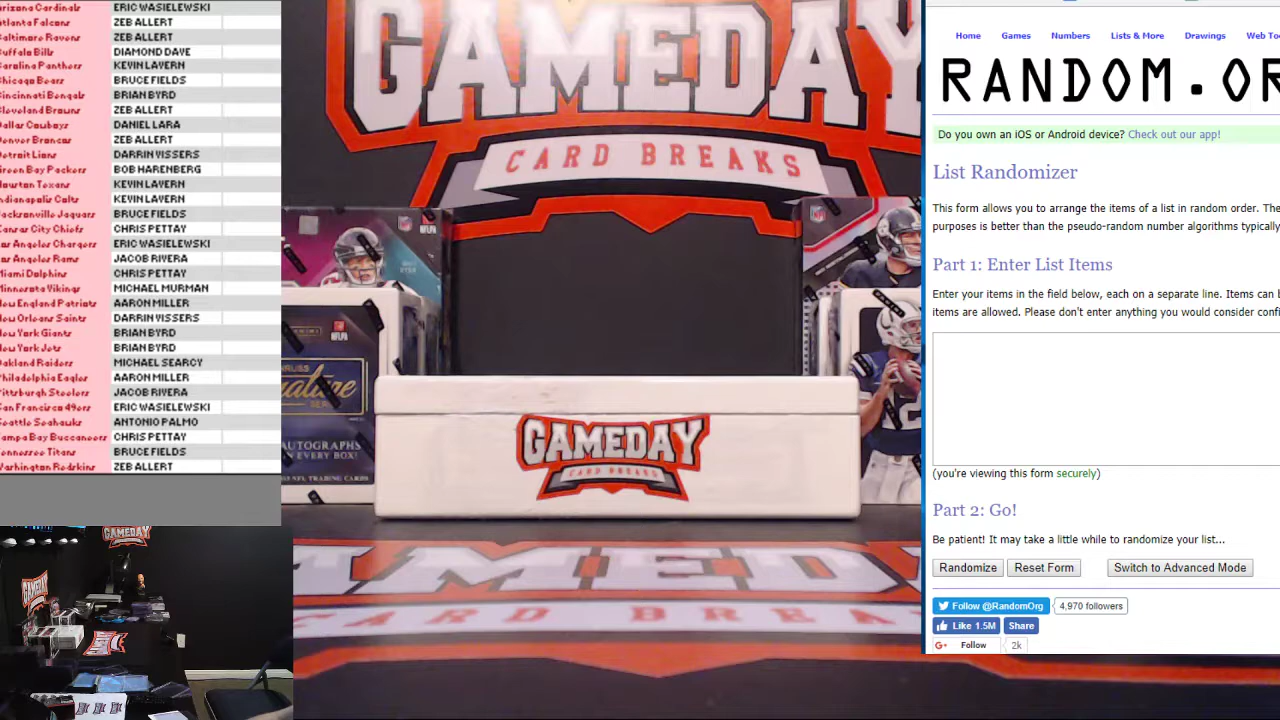 Arizona Cardinals ERIC WASIELEWSKI
Atlanta Falcons ZEB ALLERT
Baltimore Ravens ZEB ALLERT
Buffalo Bills DIAMOND DAVE
Carolina Panthers KEVIN LAVERN
Chicago Bears BRUCE FIELDS
Cincinnati Bengals BRIAN BYRD
Cleveland Browns ZEB ALLERT
Dallar Cowboys DANIEL LARA
Denver Broncos ZEB ALLERT
Detroit Lions DARRIN VISSERS
Green Bay Packers BOB HARENBERG
Houston Texans KEVIN LAVERN
Indianapolis Colts KEVIN LAVERN
Jacksonville Jaguars BRUCE FIELDS
Kansas City Chiefs CHRIS PETTAY
Los Angeles Chargers ERIC WASIELEWSKI
Los Angeles Rams JACOB RIVERA
Miami Dolphins CHRIS PETTAY
Minnesota Vikings MICHAEL MURMAN
New England Patriots AARON MILLER
New Orleans Saints DARRIN VISSERS
New York Giants BRIAN BYRD
New York Jets BRIAN BYRD
Oakland Raiders MICHAEL SEARCY
Philadelphia Eagles AARON MILLER
Pittsburgh Steelers JACOB RIVERA
San Francisco 49ers ERIC WASIELEWSKI
Seattle Seahawks ANTONIO PALMO
Tampa Bay Buccaneers CHRIS PETTAY
Tennessee Titans BRUCE FIELDS
Washington Redskins ZEB ALLERT
GAMEDAY
CARD BREAKS
AUTOGRAPHS
IN EVERY BOX!
GAMEDAY
CARD BREAKS
CARD BREAK
GAMEDAY
Home Games Numbers Lists & More Drawings Web Too
RANDOM.OR
Do you own an iOS or Android device? Check out our app!
List Randomizer
This form allows you to arrange the items of a list in random order. The
purposes is better than the pseudo-random number algorithms typically
Part 1: Enter List Items
Enter your items in the field below, each on a separate line. Items can b
items are allowed. Please don't enter anything you would consider confi
(you're viewing this form securely)
Part 2: Go!
Be patient! It may take a little while to randomize your list...
Randomize Reset Form Switch to Advanced Mode
Follow @RandomOrg 4,970 followers
Like 1.5M Share
G+ Follow 2k